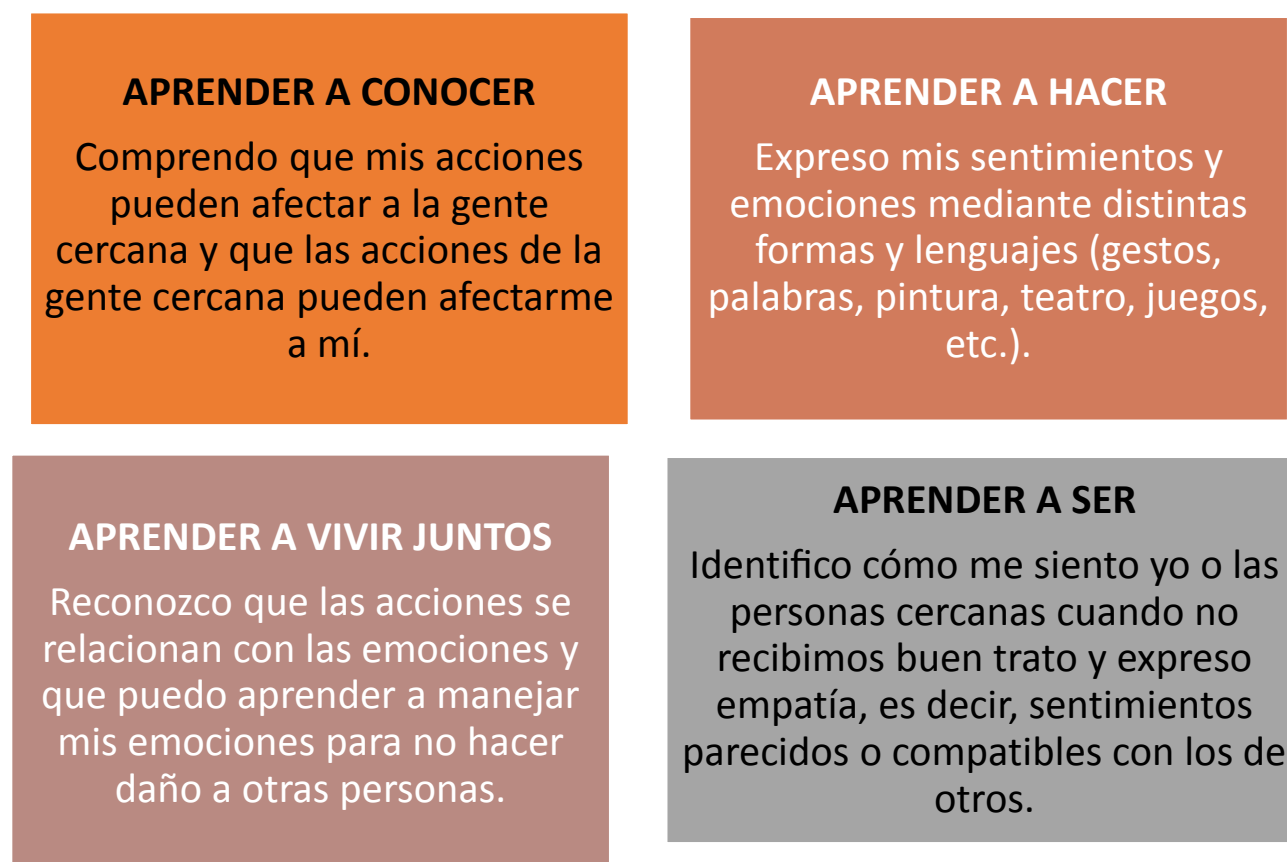 APRENDER A CONOCER
Comprendo que mis acciones
pueden afectar a la gente
cercana y que las acciones de la
gente cercana pueden afectarme
a mí.
APRENDER A HACER
Expreso mis sentimientos y
emociones mediante distintas
formas y lenguajes (gestos,
palabras, pintura, teatro, juegos,
etc.).
APRENDER A VIVIR JUNTOS
Reconozco que las acciones se
relacionan con las emociones y
que puedo aprender a manejar
mis emociones para no hacer
daño a otras personas.
APRENDER A SER
Identifico cómo me siento yo o las
personas cercanas cuando no
recibimos buen trato y expreso
empatía, es decir, sentimientos
parecidos o compatibles con los de
otros.